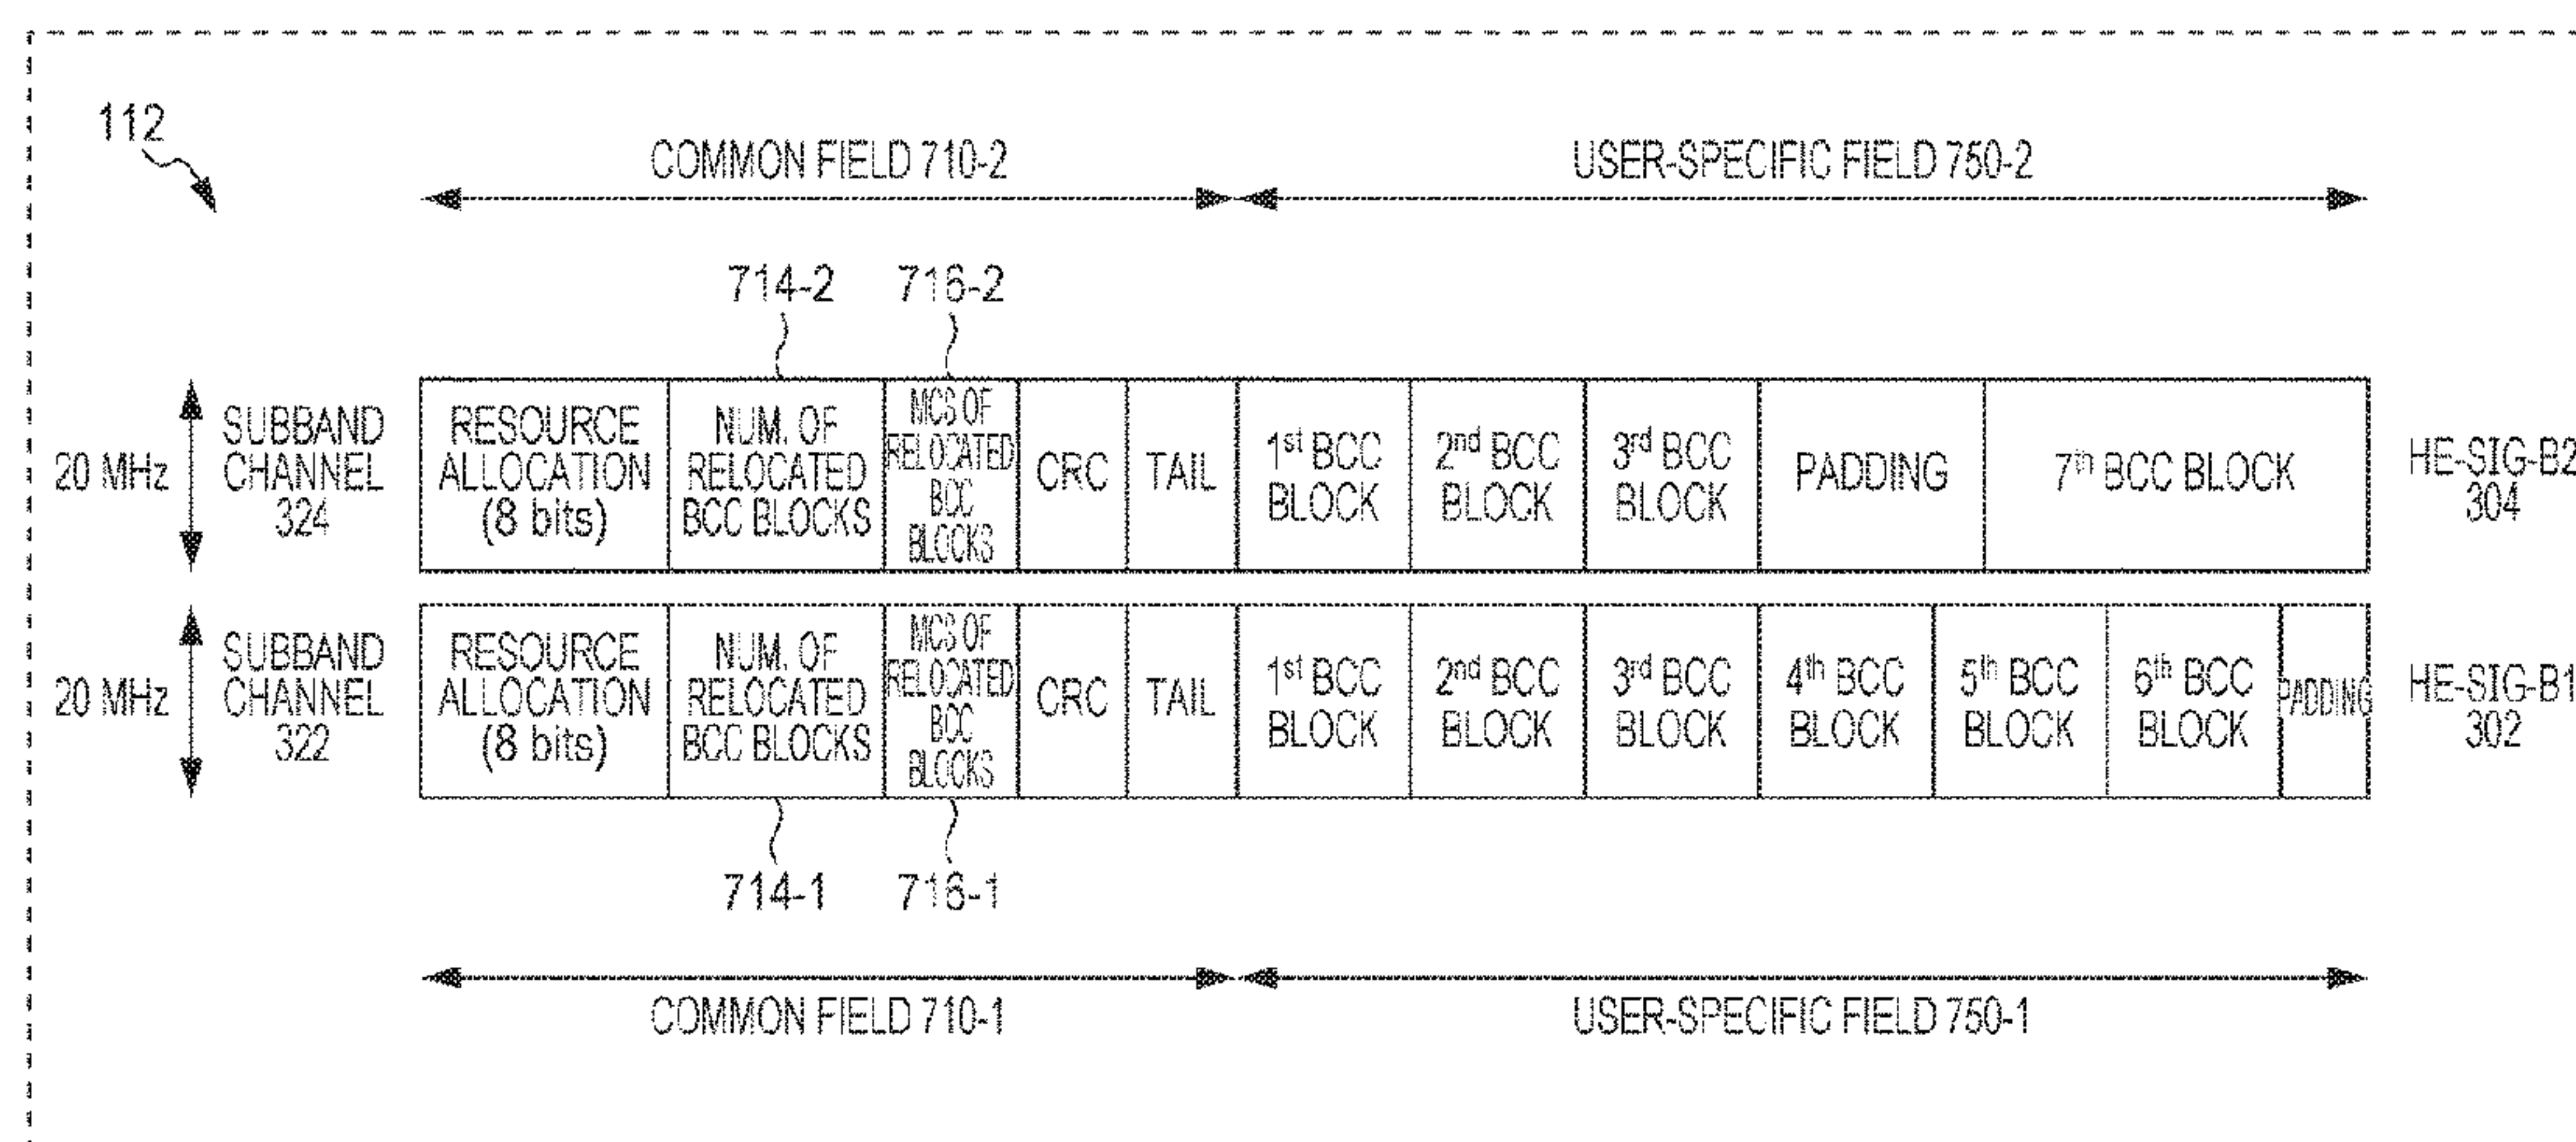 112
COMMON FIELD 710-2
USER-SPECIFIC FIELD 750-2
714-2
716-2
20 MHz
SUBBAND
CHANNEL
324
RESOURCE
ALLOCATION
(8 bits)
NUM. OF
RELOCATED
BCC BLOCKS
MCS OF
RELOCATED
BCC
BLOCKS
CRC
TAIL
1st BCC
BLOCK
2nd BCC
BLOCK
3rd BCC
BLOCK
PADDING
7th BCC BLOCK
HE-SIG-B2
304
20 MHz
SUBBAND
CHANNEL
322
RESOURCE
ALLOCATION
(8 bits)
NUM. OF
RELOCATED
BCC BLOCKS
MCS OF
RELOCATED
BCC
BLOCKS
CRC
TAIL
1st BCC
BLOCK
2nd BCC
BLOCK
3rd BCC
BLOCK
4th BCC
BLOCK
5th BCC
BLOCK
6th BCC
BLOCK
PADDING
HE-SIG-B1
302
714-1
716-1
COMMON FIELD 710-1
USER-SPECIFIC FIELD 750-1